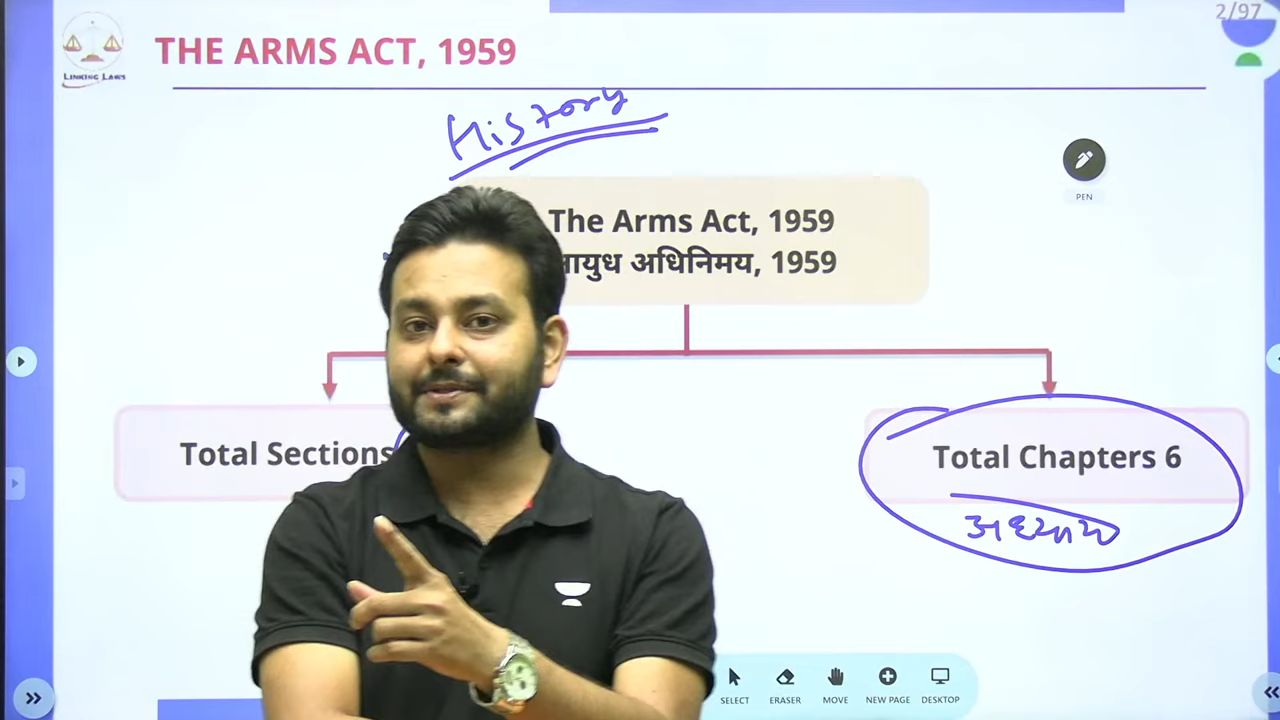 2/97
LINKING LAWS
THE ARMS ACT, 1959
History
PEN
The Arms Act, 1959
आयुध अधिनिमय, 1959
Total Sections
Total Chapters 6
अध्याय
SELECT
ERASER
MOVE
NEW PAGE
DESKTOP